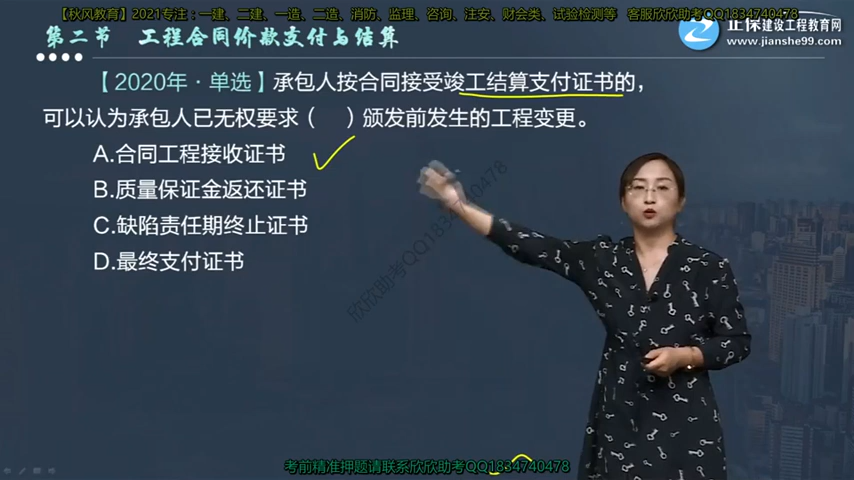 【秋风教育】2021专注：一建、二建、一造、二造、消防、监理、咨询、注安、财会类、试验检测等  客服欣欣助考QQ1834740478
第二节 工程合同价款交付与结算
正保建设工程教育网
www.jianshe99.com
【2020年·单选】承包人按合同接受竣工结算支付证书的，
可以认为承包人已无权要求（ ）颁发前发生的工程变更。
A.合同工程接收证书
B.质量保证金返还证书
C.缺陷责任期终止证书
D.最终支付证书
欣欣助考QQ1834740478
考前精准押题请联系欣欣助考QQ1834740478